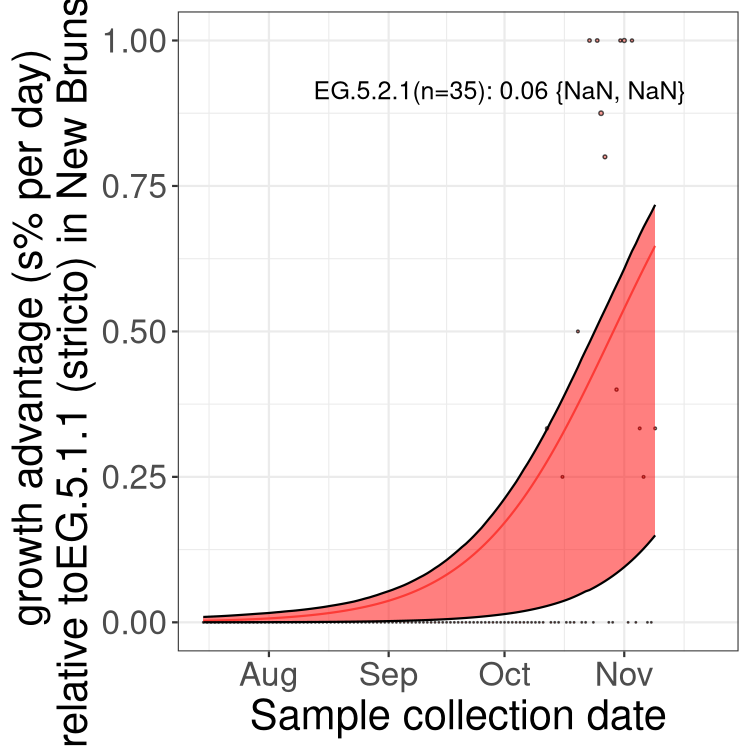 growth advantage (s% per day)
relative toEG.5.1.1 (stricto) in New Bruns
1.00
0.75
0.50
0.25
0.00
EG.5.2.1(n=35): 0.06 {NaN, NaN}
Aug Sep Oct Nov
Sample collection date